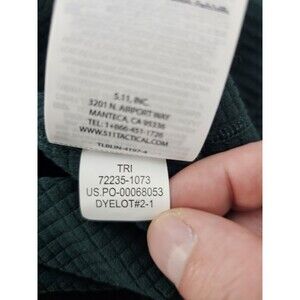 5.11, INC.
3201 N. AIRPORT WAY
MANTECA, CA 95336
TEL: 1+866-451-1726
WWW.511TACTICAL.COM
TRI
72235-1073
US.PO-00068053
DYELOT#2-1